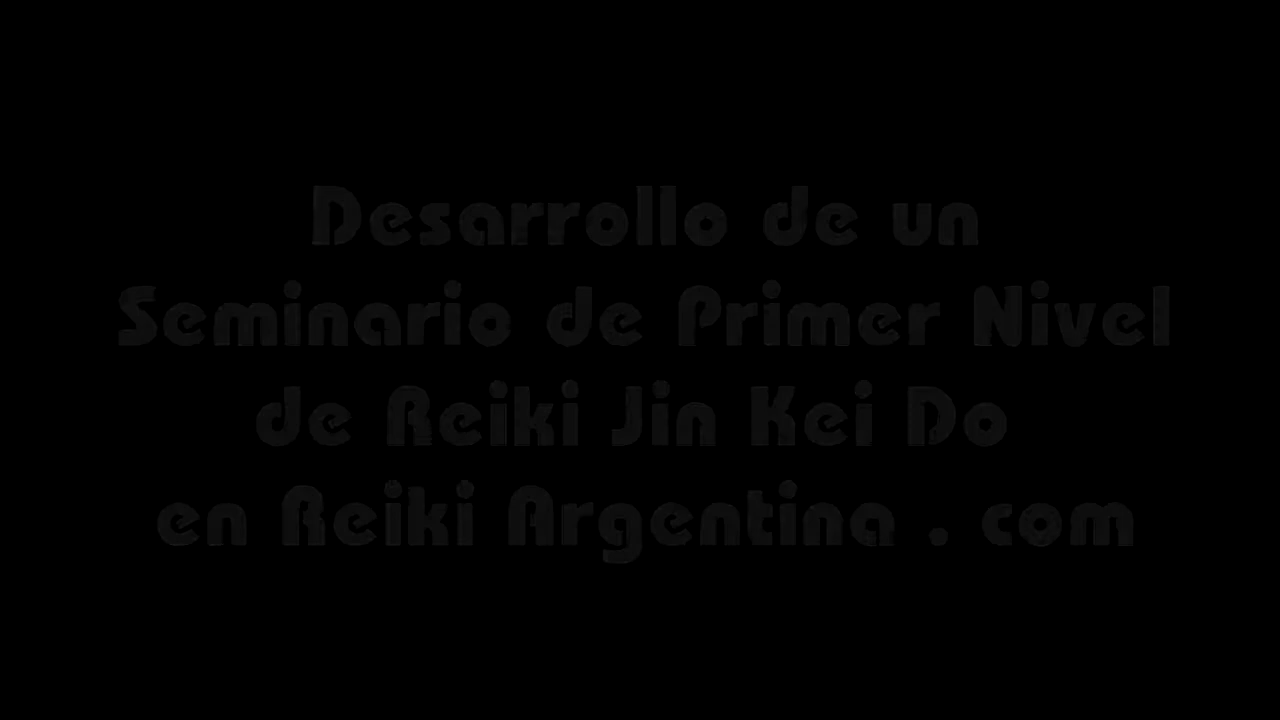 Desarrollo de un
Seminario de Primer Nivel
de Reiki Jin Kei Do
en Reiki Argentina . com